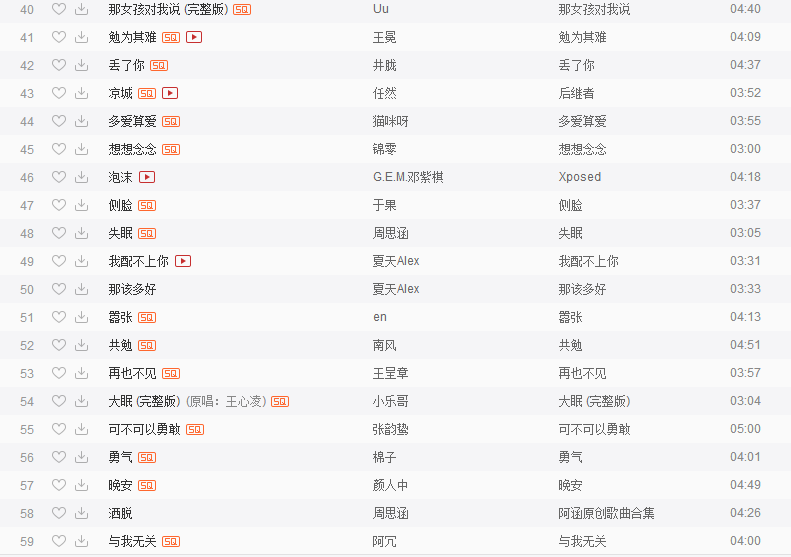 40 那女孩对我说 (完整版) SQ Uu 那女孩对我说 04:40
41 勉为其难 SQ 王冕 勉为其难 04:09
42 丢了你 SQ 井胧 丢了你 04:37
43 凉城 SQ 任然 后继者 03:52
44 多爱算爱 SQ 猫咪呀 多爱算爱 03:55
45 想想念念 SQ 锦零 想想念念 03:00
46 泡沫 G.E.M.邓紫棋 Xposed 04:18
47 侧脸 SQ 于果 侧脸 03:37
48 失眠 SQ 周思涵 失眠 03:05
49 我配不上你 夏天Alex 我配不上你 03:31
50 那该多好 夏天Alex 那该多好 03:33
51 嚣张 SQ en 嚣张 04:13
52 共勉 SQ 南风 共勉 04:51
53 再也不见 SQ 王呈章 再也不见 03:57
54 大眠 (完整版) (原唱：王心凌) SQ 小乐哥 大眠 (完整版) 03:04
55 可不可以勇敢 SQ 张韵蛰 可不可以勇敢 05:00
56 勇气 SQ 棉子 勇气 04:01
57 晚安 SQ 颜人中 晚安 04:49
58 洒脱 周思涵 阿涵原创歌曲合集 04:26
59 与我无关 SQ 阿冗 与我无关 04:00